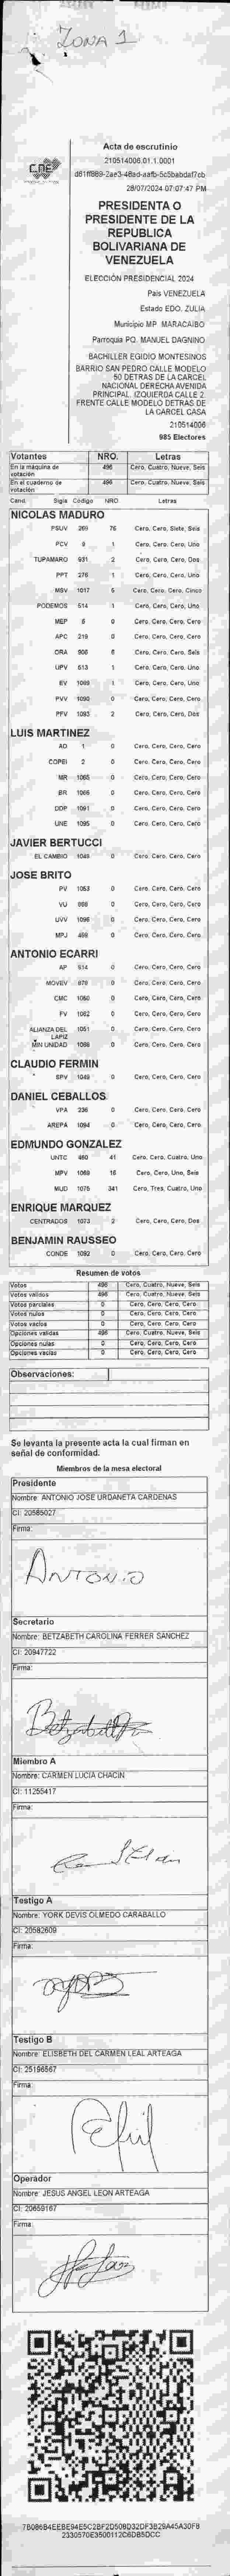 ZONA 1
Acta de escrutinio
210514006.01.1.0001
28/07/2024 07:07:47 PM
CNE
PRESIDENTA O
PRESIDENTE DE LA
REPUBLICA
BOLIVARIANA DE
VENEZUELA
ELECCIÓN PRESIDENCIAL 2024
Pais VENEZUELA
Estado EDO. ZULIA
Municipio MP. MARACAIBO
Parroquia PQ. MANUEL DAGNINO
BACHILLER EGIDIO MONTESINOS
BARRIO SAN PEDRO CALLE MODELO
50 DETRAS DE LA CARCEL
NACIONAL DERECHA AVENIDA
PRINCIPAL. IZQUIERDA CALLE 2.
FRENTE CALLE MODELO DETRAS DE
LA CARCEL CASA
210514006
985 Electores
Votantes NRO. Letras
En la máquina de votación 496 Cero, Cuatro, Nueve, Seis
En el cuaderno de votación 496 Cero, Cuatro, Nueve, Seis
Cand. Sigla Código NRO Letras
NICOLAS MADURO
PSUV 269 76 Cero, Cero, Siete, Seis
PCV 9 1 Cero, Cero, Cero, Uno
TUPAMARO 931 2 Cero, Cero, Cero, Dos
PPT 276 1 Cero, Cero, Cero, Uno
MSV 1017 5 Cero, Cero, Cero, Cinco
PODEMOS 514 1 Cero, Cero, Cero, Uno
MEP 6 0 Cero, Cero, Cero, Cero
APC 219 0 Cero, Cero, Cero, Cero
ORA 906 6 Cero, Cero, Cero, Seis
UPV 513 1 Cero, Cero, Cero, Uno
EV 1089 1 Cero, Cero, Cero, Uno
PVV 1090 0 Cero, Cero, Cero, Cero
PFV 1093 2 Cero, Cero, Cero, Dos
LUIS MARTINEZ
AD 1 0 Cero, Cero, Cero, Cero
COPEI 2 0 Cero, Cero, Cero, Cero
MR 1065 0 Cero, Cero, Cero, Cero
BR 1066 0 Cero, Cero, Cero, Cero
DDP 1091 0 Cero, Cero, Cero, Cero
UNE 1095 0 Cero, Cero, Cero, Cero
JAVIER BERTUCCI
EL CAMBIO 1049 0 Cero, Cero, Cero, Cero
JOSE BRITO
PV 1053 0 Cero, Cero, Cero, Cero
VU 868 0 Cero, Cero, Cero, Cero
UVV 1096 0 Cero, Cero, Cero, Cero
MPJ 499 0 Cero, Cero, Cero, Cero
ANTONIO ECARRI
AP 914 0 Cero, Cero, Cero, Cero
MOVEV 879 0 Cero, Cero, Cero, Cero
CMC 1060 0 Cero, Cero, Cero, Cero
FV 1062 0 Cero, Cero, Cero, Cero
ALIANZA DEL LAPIZ 1051 0 Cero, Cero, Cero, Cero
MIN UNIDAD 1098 0 Cero, Cero, Cero, Cero
CLAUDIO FERMIN
SPV 1048 0 Cero, Cero, Cero, Cero
DANIEL CEBALLOS
VPA 236 0 Cero, Cero, Cero, Cero
AREPA 1094 0 Cero, Cero, Cero, Cero
EDMUNDO GONZALEZ
UNTC 460 41 Cero, Cero, Cuatro, Uno
MPV 1069 16 Cero, Cero, Uno, Seis
MUD 1075 341 Cero, Tres, Cuatro, Uno
ENRIQUE MARQUEZ
CENTRADOS 1073 2 Cero, Cero, Cero, Dos
BENJAMIN RAUSSEO
CONDE 1092 0 Cero, Cero, Cero, Cero
Resumen de votos
Votos 496 Cero, Cuatro, Nueve, Seis
Votos válidos 496 Cero, Cuatro, Nueve, Seis
Votos parciales 0 Cero, Cero, Cero, Cero
Votos nulos 0 Cero, Cero, Cero, Cero
Votos vacios 0 Cero, Cero, Cero, Cero
Opciones validas 496 Cero, Cuatro, Nueve, Seis
Opciones nulas 0 Cero, Cero, Cero, Cero
Opciones vacias 0 Cero, Cero, Cero, Cero
Observaciones:
Se levanta la presente acta la cual firman en
señal de conformidad.
Miembros de la mesa electoral
Presidente
Nombre: ANTONIO JOSE URDANETA CARDENAS
CI: 20585027
Firma:
ANTONIO
Secretario
Nombre: BETZABETH CAROLINA FERRER SANCHEZ
CI: 20947722
Firma:
Miembro A
Nombre: CARMEN LUCIA CHACIN
CI: 11255417
Firma:
Testigo A
Nombre: YORK DEVIS OLMEDO CARABALLO
CI: 20582609
Firma:
Testigo B
Nombre: ELISBETH DEL CARMEN LEAL ARTEAGA
CI: 25196567
Firma:
Operador
Nombre: JESUS ANGEL LEON ARTEAGA
CI: 20659167
Firma: